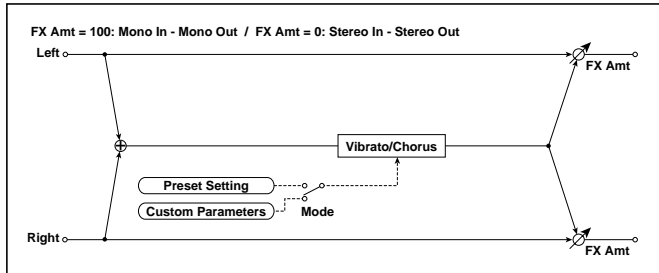 FX Amt = 100: Mono In - Mono Out / FX Amt = 0: Stereo In - Stereo Out
Left
FX Amt
Vibrato/Chorus
Preset Setting
Custom Parameters
Mode
Right
FX Amt